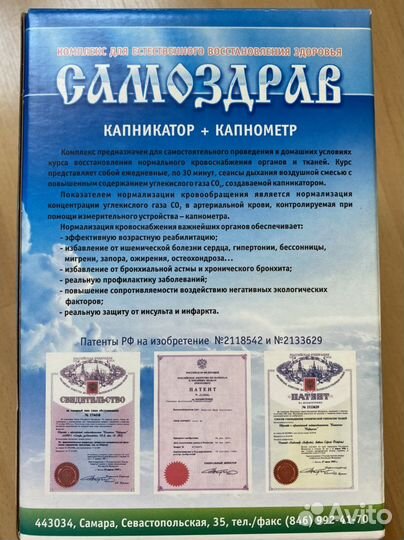 КОМПЛЕКС ДЛЯ ЕСТЕСТВЕННОГО ВОССТАНОВЛЕНИЯ ЗДОРОВЬЯ
САМОЗДРАВ
КАПНИКАТОР + КАПНОМЕТР
Комплекс предназначен для самостоятельного проведения в домашних условиях
курса восстановления нормального кровоснабжения органов и тканей. Курс
представляет собой ежедневные, по 30 минут, сеансы дыхания воздушной смесью с
повышенным содержанием углекислого газа CO₂, создаваемой капникатором.
Показателем нормализации кровообращения является нормализация
концентрации углекислого газа CO₂ в артериальной крови, контролируемая при
помощи измерительного устройства – капнометра.
Нормализация кровоснабжения важнейших органов обеспечивает:
- эффективную возрастную реабилитацию;
- избавление от ишемической болезни сердца, гипертонии, бессонницы,
мигрени, запора, ожирения, остеохондроза...
- избавление от бронхиальной астмы и хронического бронхита;
- реальную профилактику заболеваний;
- повышение сопротивляемости воздействию негативных экологических
факторов;
- реальную защиту от инсульта и инфаркта.
Патенты РФ на изобретение №2118542 и №2133629
РОССИЙСКАЯ ФЕДЕРАЦИЯ
СВИДЕТЕЛЬСТВО
ПАТЕНТ
№ 2133629
443034, Самара, Севастопольская, 35, тел./факс (846) 992-41-70
Avito